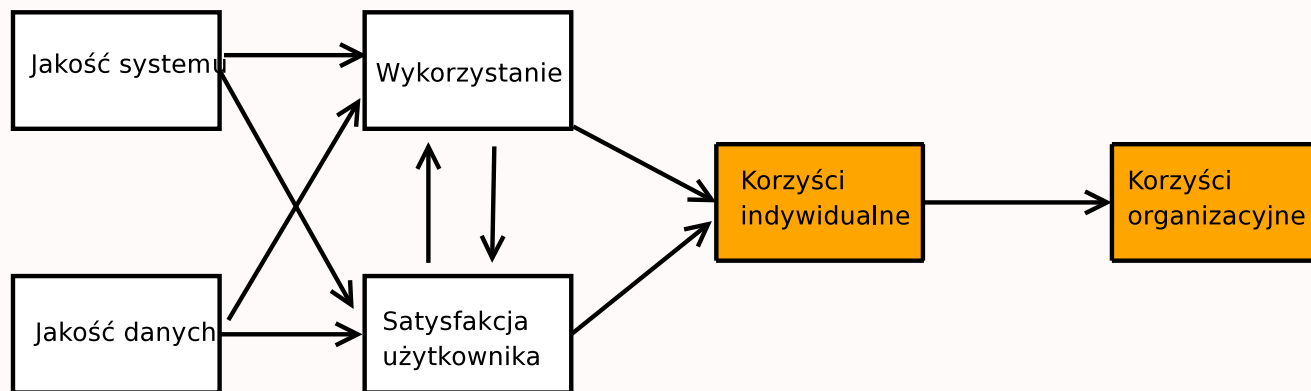 Jakość systemu
Wykorzystanie
Korzyści
indywidualne
Korzyści
organizacyjne
Jakość danych
Satysfakcja
użytkownika